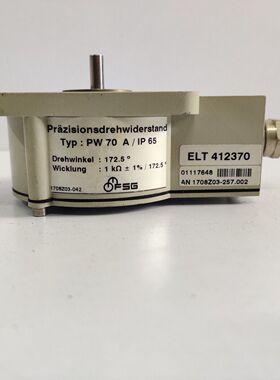 Präzisionsdrehwiderstand
Typ : PW 70 A / IP 65
Drehwinkel : 172.5 °
Wicklung : 1 kΩ ± 1% / 172.5 °
FSG
1708Z03-042
ELT 412370
01117648
AN 1708Z03-257.002